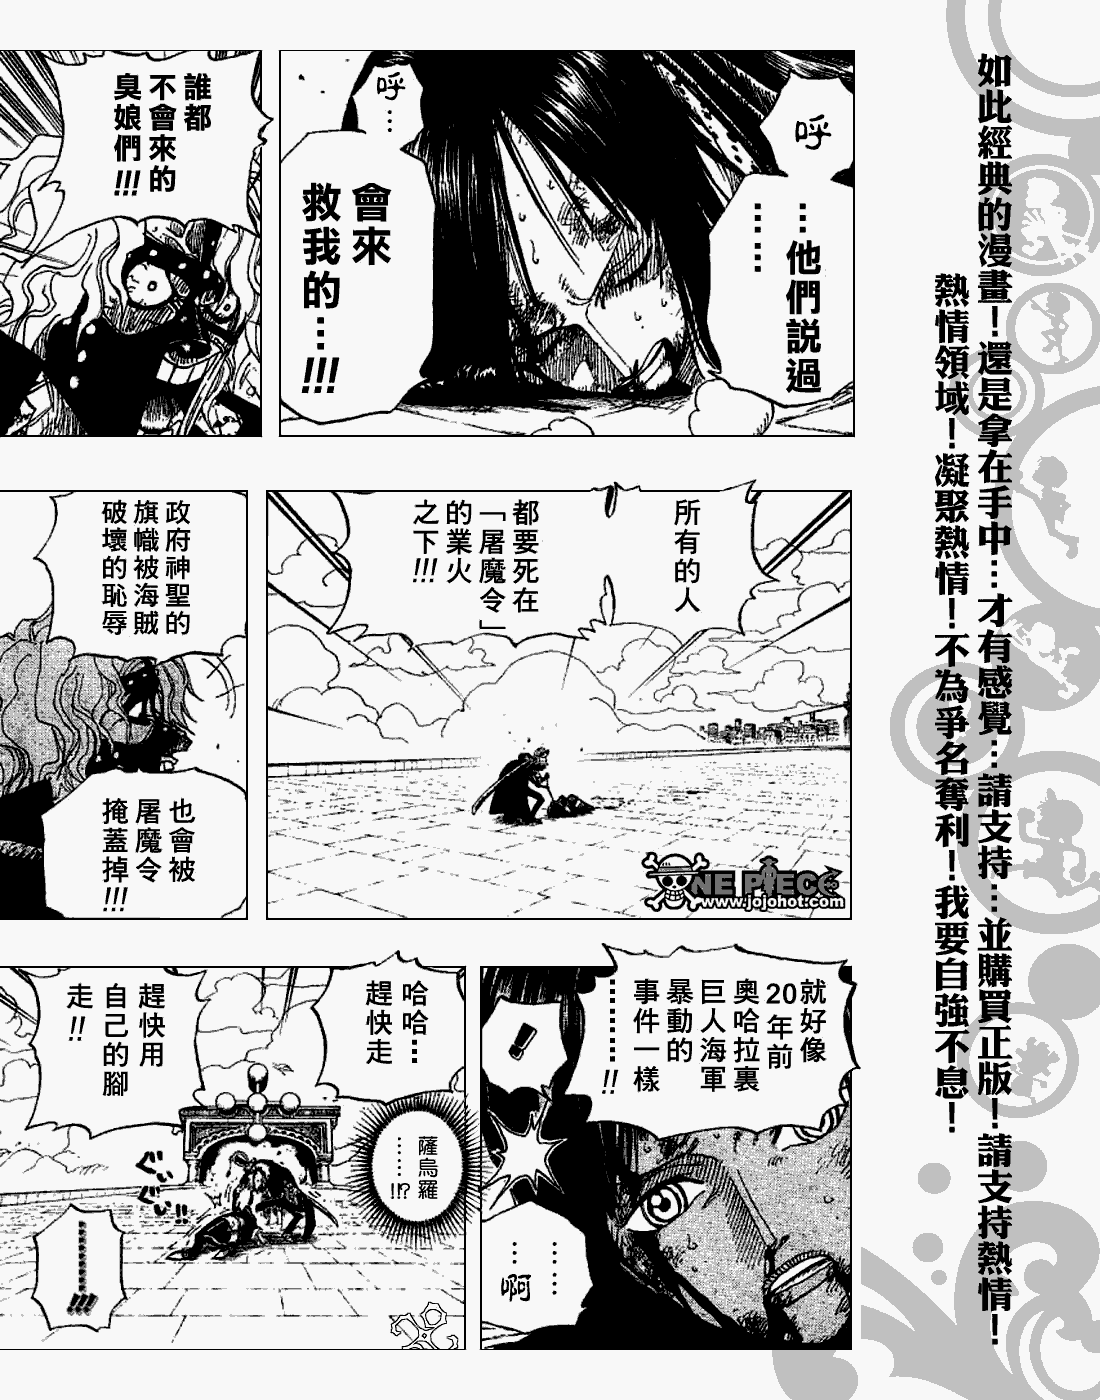 如此經典的漫畫！還是拿在手中…才有感覺…請支持…並購買正版！請支持熱情！
熱情領域！凝聚熱情！不為爭名奪利！我要自強不息！
呼
…他們説過
……
呼…
會來
救我的…!!!
誰都
不會來的
臭娘們!!!
所有的人
都要死在
「屠魔令」
的業火
之下!!!
政府神聖的
旗幟被海賊
破壞的恥辱
也會被
屠魔令
掩蓋掉!!!
ONE PIECE
www.jojohot.com
就好像
20年前
奧哈拉裏
巨人海軍
暴動的
事件一樣
………!!
!
……
…啊
哈哈…
趕快走
趕快用
自己的腳
走!!
薩烏羅
……!?
ぐいぐい!!
………!!!